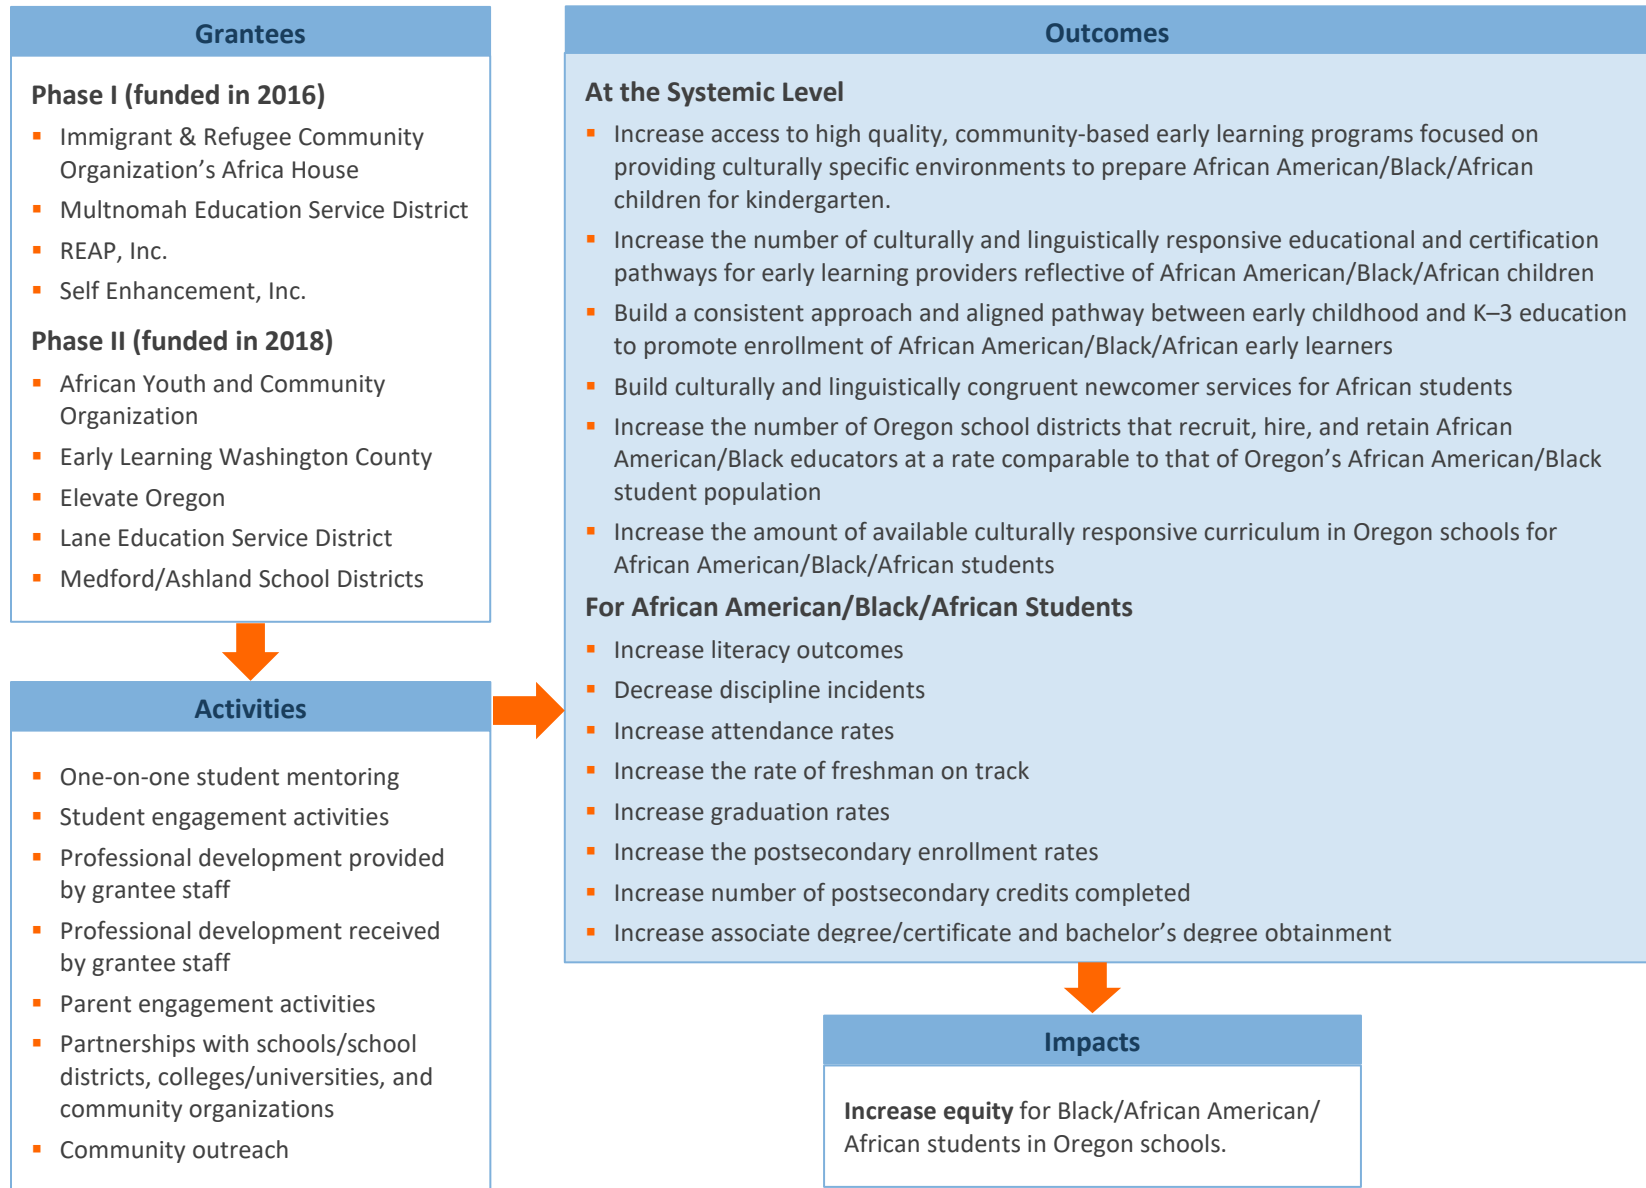 Grantees
Phase I (funded in 2016)
▪ Immigrant & Refugee Community
Organization’s Africa House
▪ Multnomah Education Service District
▪ REAP, Inc.
▪ Self Enhancement, Inc.
Phase II (funded in 2018)
▪ African Youth and Community
Organization
▪ Early Learning Washington County
▪ Elevate Oregon
▪ Lane Education Service District
▪ Medford/Ashland School Districts
Activities
▪ One-on-one student mentoring
▪ Student engagement activities
▪ Professional development provided
by grantee staff
▪ Professional development received
by grantee staff
▪ Parent engagement activities
▪ Partnerships with schools/school
districts, colleges/universities, and
community organizations
▪ Community outreach
Outcomes
At the Systemic Level
▪ Increase access to high quality, community-based early learning programs focused on
providing culturally specific environments to prepare African American/Black/African
children for kindergarten.
▪ Increase the number of culturally and linguistically responsive educational and certification
pathways for early learning providers reflective of African American/Black/African children
▪ Build a consistent approach and aligned pathway between early childhood and K–3 education
to promote enrollment of African American/Black/African early learners
▪ Build culturally and linguistically congruent newcomer services for African students
▪ Increase the number of Oregon school districts that recruit, hire, and retain African
American/Black educators at a rate comparable to that of Oregon’s African American/Black
student population
▪ Increase the amount of available culturally responsive curriculum in Oregon schools for
African American/Black/African students
For African American/Black/African Students
▪ Increase literacy outcomes
▪ Decrease discipline incidents
▪ Increase attendance rates
▪ Increase the rate of freshman on track
▪ Increase graduation rates
▪ Increase the postsecondary enrollment rates
▪ Increase number of postsecondary credits completed
▪ Increase associate degree/certificate and bachelor’s degree obtainment
Impacts
Increase equity for Black/African American/
African students in Oregon schools.